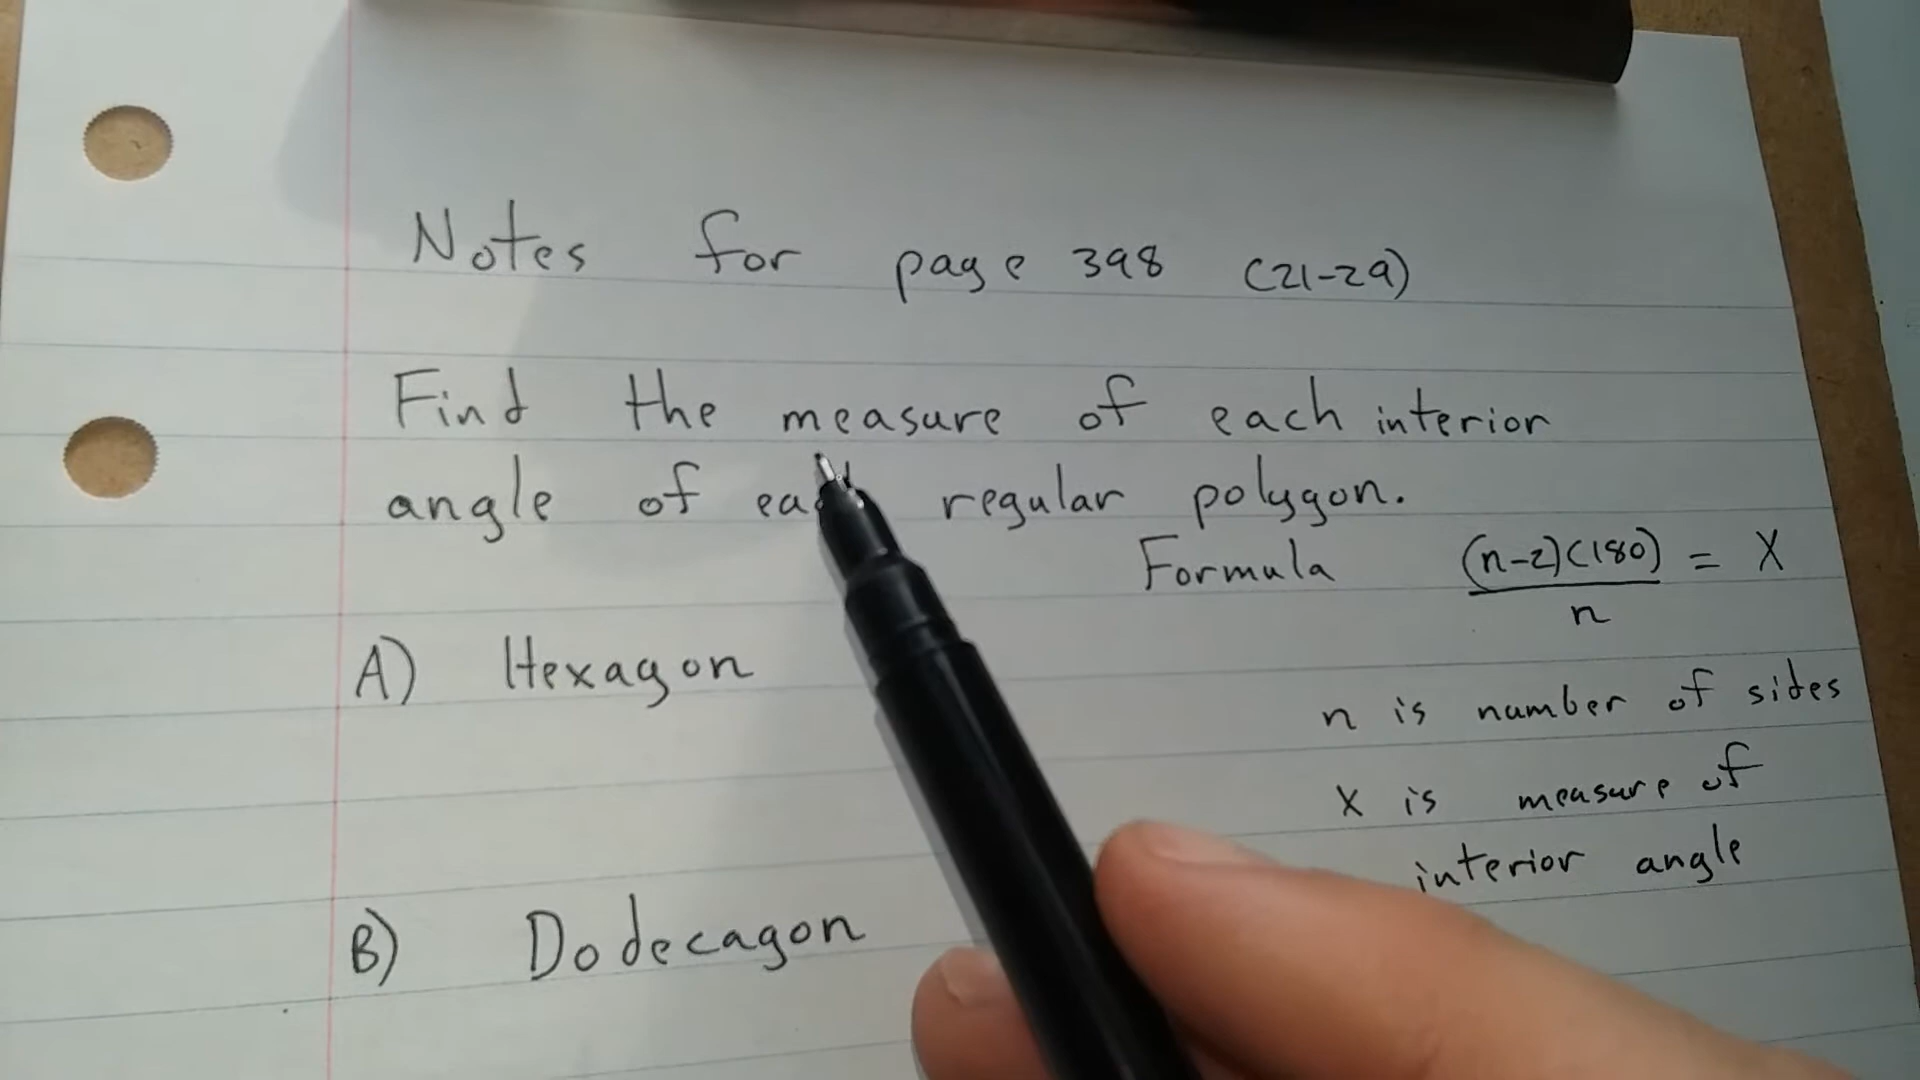 Notes for page 398 (21-29)
Find the measure of each interior
angle of regular polygon.
Formula (n-2)(180) = X
n
A) Hexagon
n is number of sides
X is measure of
interior angle
B) Dodecagon